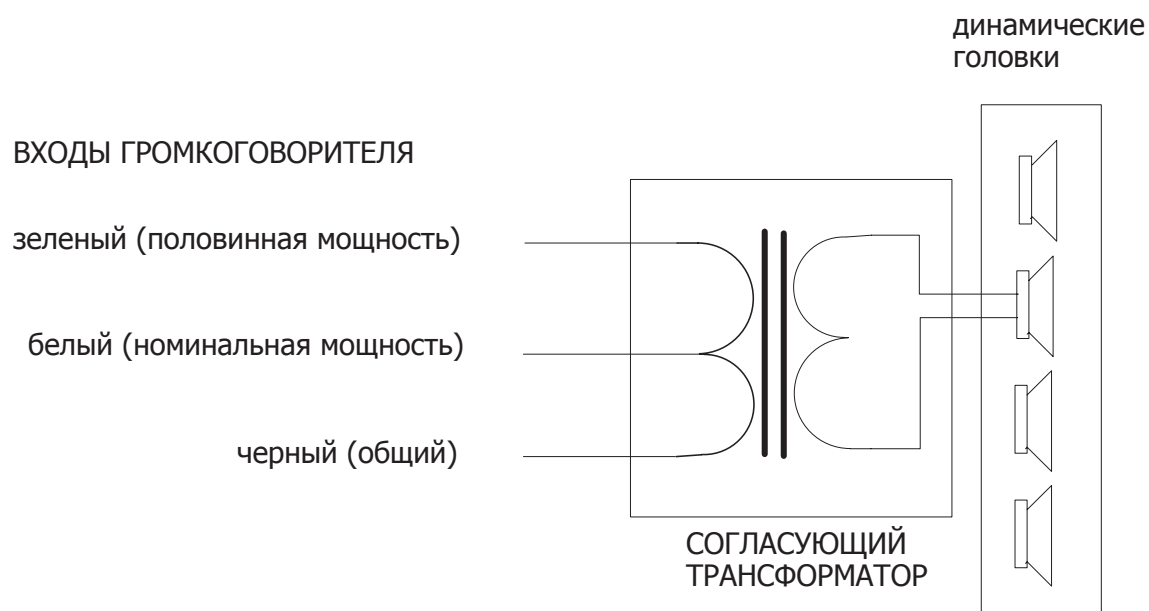 динамические
головки
ВХОДЫ ГРОМКОГОВОРИТЕЛЯ
зеленый (половинная мощность)
белый (номинальная мощность)
черный (общий)
СОГЛАСУЮЩИЙ
ТРАНСФОРМАТОР